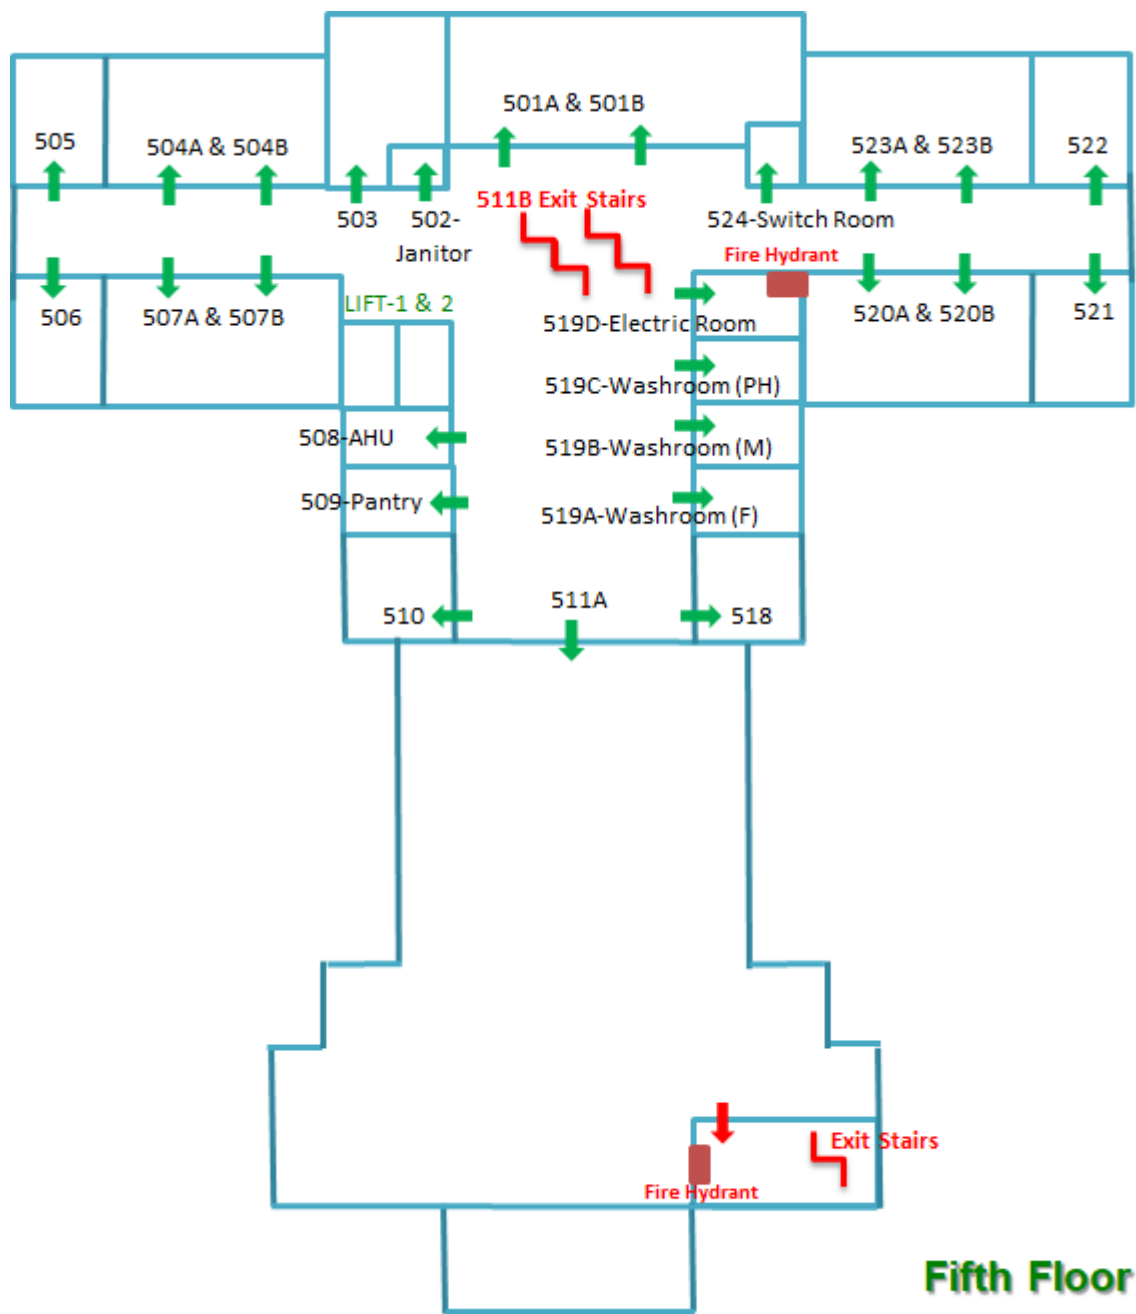 501A & 501B
505
504A & 504B
523A & 523B
522
511B Exit Stairs
503
502-
Janitor
524-Switch Room
Fire Hydrant
LIFT-1 & 2
506
507A & 507B
519D-Electric Room
520A & 520B
521
519C-Washroom (PH)
508-AHU
519B-Washroom (M)
509-Pantry
519A-Washroom (F)
511A
510
518
Exit Stairs
Fire Hydrant
Fifth Floor